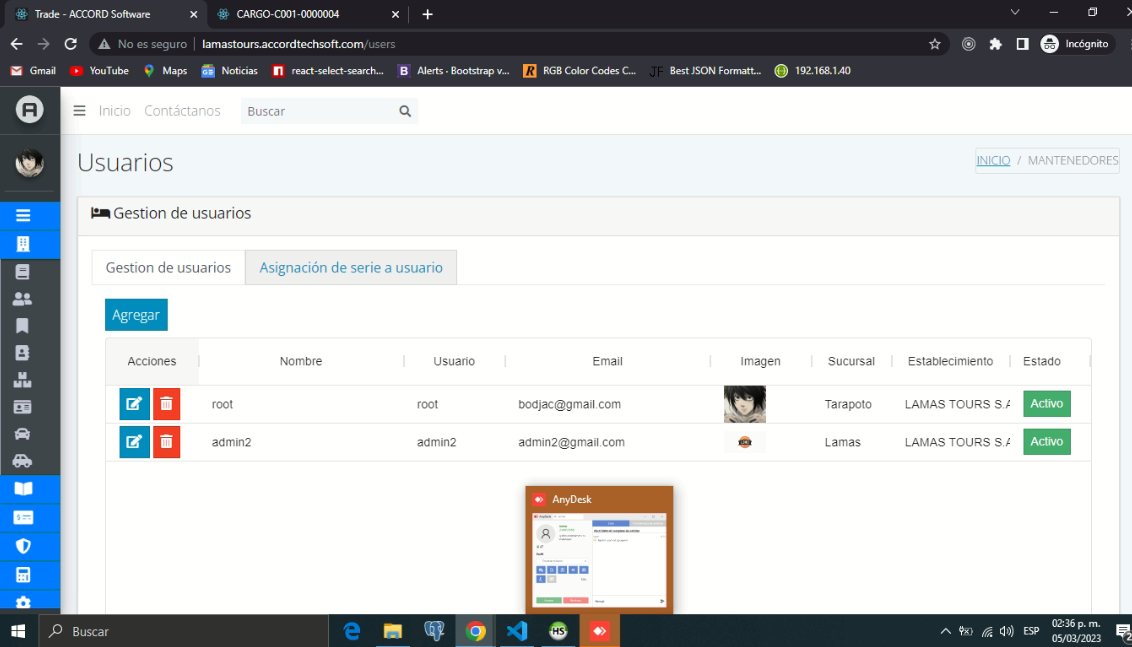 Trade - ACCORD Software
CARGO-C001-0000004
No es seguro
lamastours.accordtechsoft.com/users
Incógnito
Gmail
YouTube
Maps
Noticias
react-select-search...
Alerts · Bootstrap v...
RGB Color Codes C...
Best JSON Formatt...
192.168.1.40
Inicio
Contáctanos
Buscar
Usuarios
INICIO / MANTENEDORES
Gestion de usuarios
Gestion de usuarios
Asignación de serie a usuario
Agregar
Acciones
Nombre
Usuario
Email
Imagen
Sucursal
Establecimiento
Estado
root
root
bodjac@gmail.com
Tarapoto
LAMAS TOURS S.A
Activo
admin2
admin2
admin2@gmail.com
Lamas
LAMAS TOURS S.A
Activo
AnyDesk
Buscar
HS
ESP
02:36 p. m.
05/03/2023
2